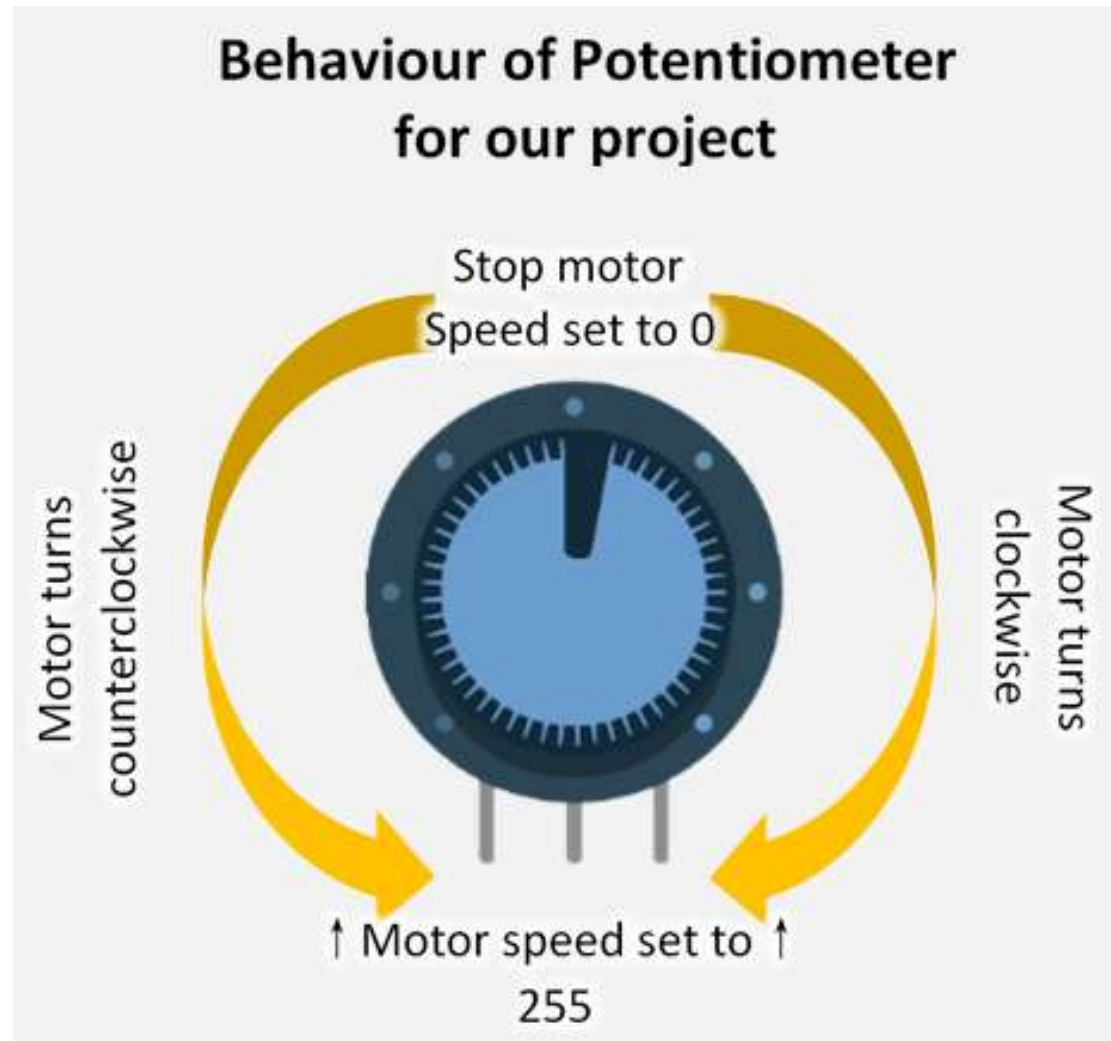 Behaviour of Potentiometer
for our project
Stop motor
Speed set to 0
Motor turns
counterclockwise
Motor turns
clockwise
↑ Motor speed set to ↑
255